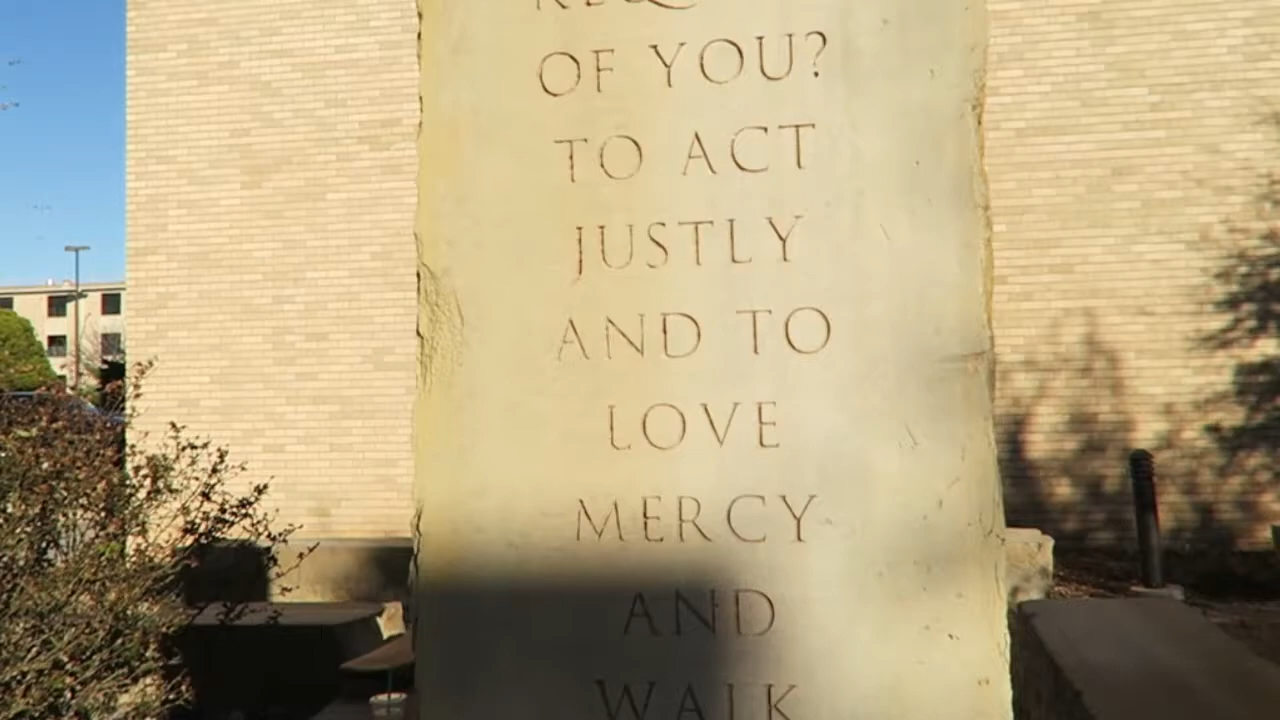 OF YOU?
TO ACT
JUSTLY
AND TO
LOVE
MERCY
AND
WALK